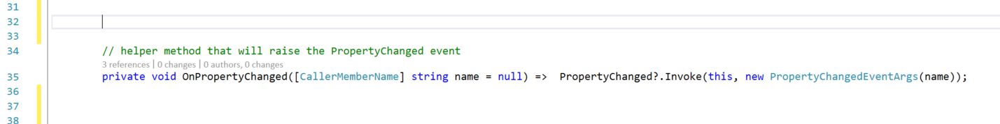 31
32
33
34 // helper method that will raise the PropertyChanged event
3 references | 0 changes | 0 authors, 0 changes
35 private void OnPropertyChanged([CallerMemberName] string name = null) =>  PropertyChanged?.Invoke(this, new PropertyChangedEventArgs(name));
36
37
38